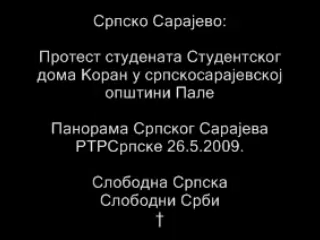 Српско Сарајево:
Протест студената Студентског
дома Коран у српскосарајевској
општини Пале
Панорама Српског Сарајева
РТРСрпске 26.5.2009.
Слободна Српска
Слободни Срби
†